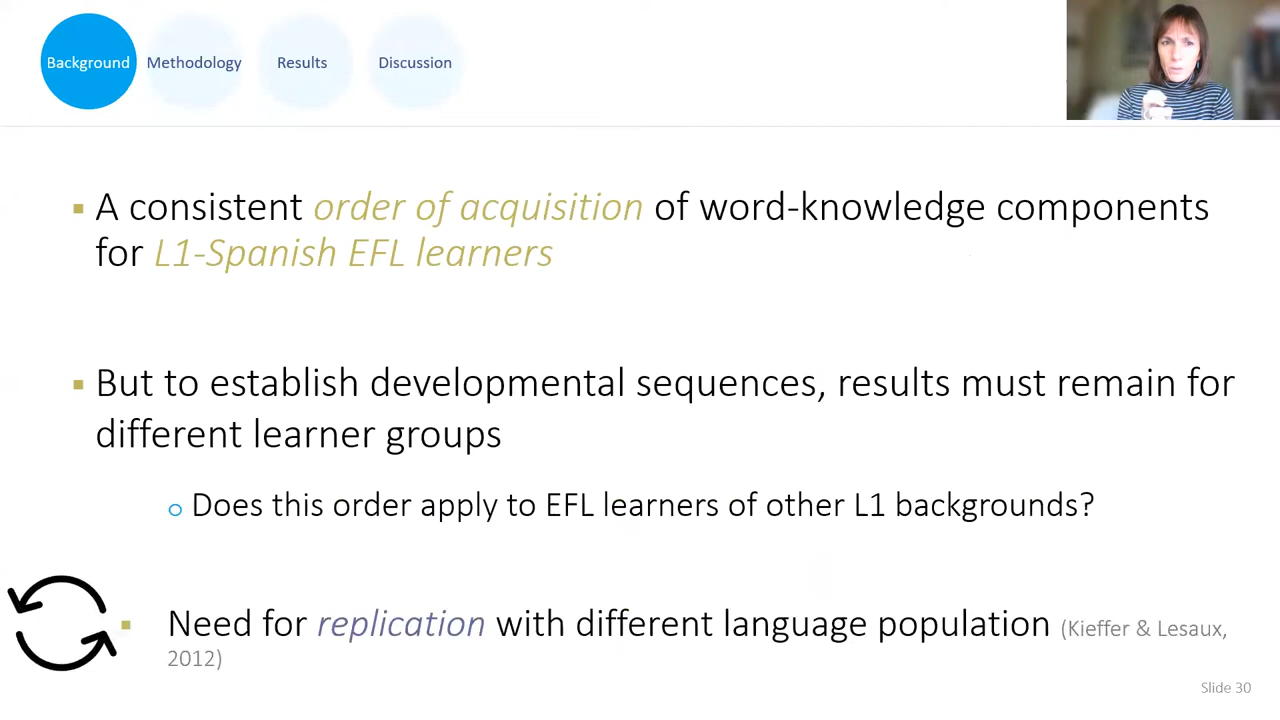 Background
Methodology
Results
Discussion
▪ A consistent order of acquisition of word-knowledge components
for L1-Spanish EFL learners
▪ But to establish developmental sequences, results must remain for
different learner groups
o Does this order apply to EFL learners of other L1 backgrounds?
▪ Need for replication with different language population (Kieffer & Lesaux,
2012)
Slide 30